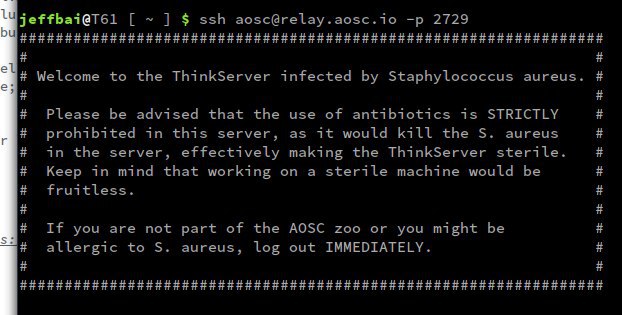 jeffbai@T61 [ ~ ] $ ssh aosc@relay.aosc.io -p 2729
###############################################################
#                                                             #
# Welcome to the ThinkServer infected by Staphylococcus aureus. #
#                                                             #
#  Please be advised that the use of antibiotics is STRICTLY    #
#  prohibited in this server, as it would kill the S. aureus    #
#  in the server, effectively making the ThinkServer sterile.   #
#  Keep in mind that working on a sterile machine would be      #
#  fruitless.                                                   #
#                                                             #
#  If you are not part of the AOSC zoo or you might be          #
#  allergic to S. aureus, log out IMMEDIATELY.                  #
#                                                             #
###############################################################
lu
bu
el
e;
r
s: